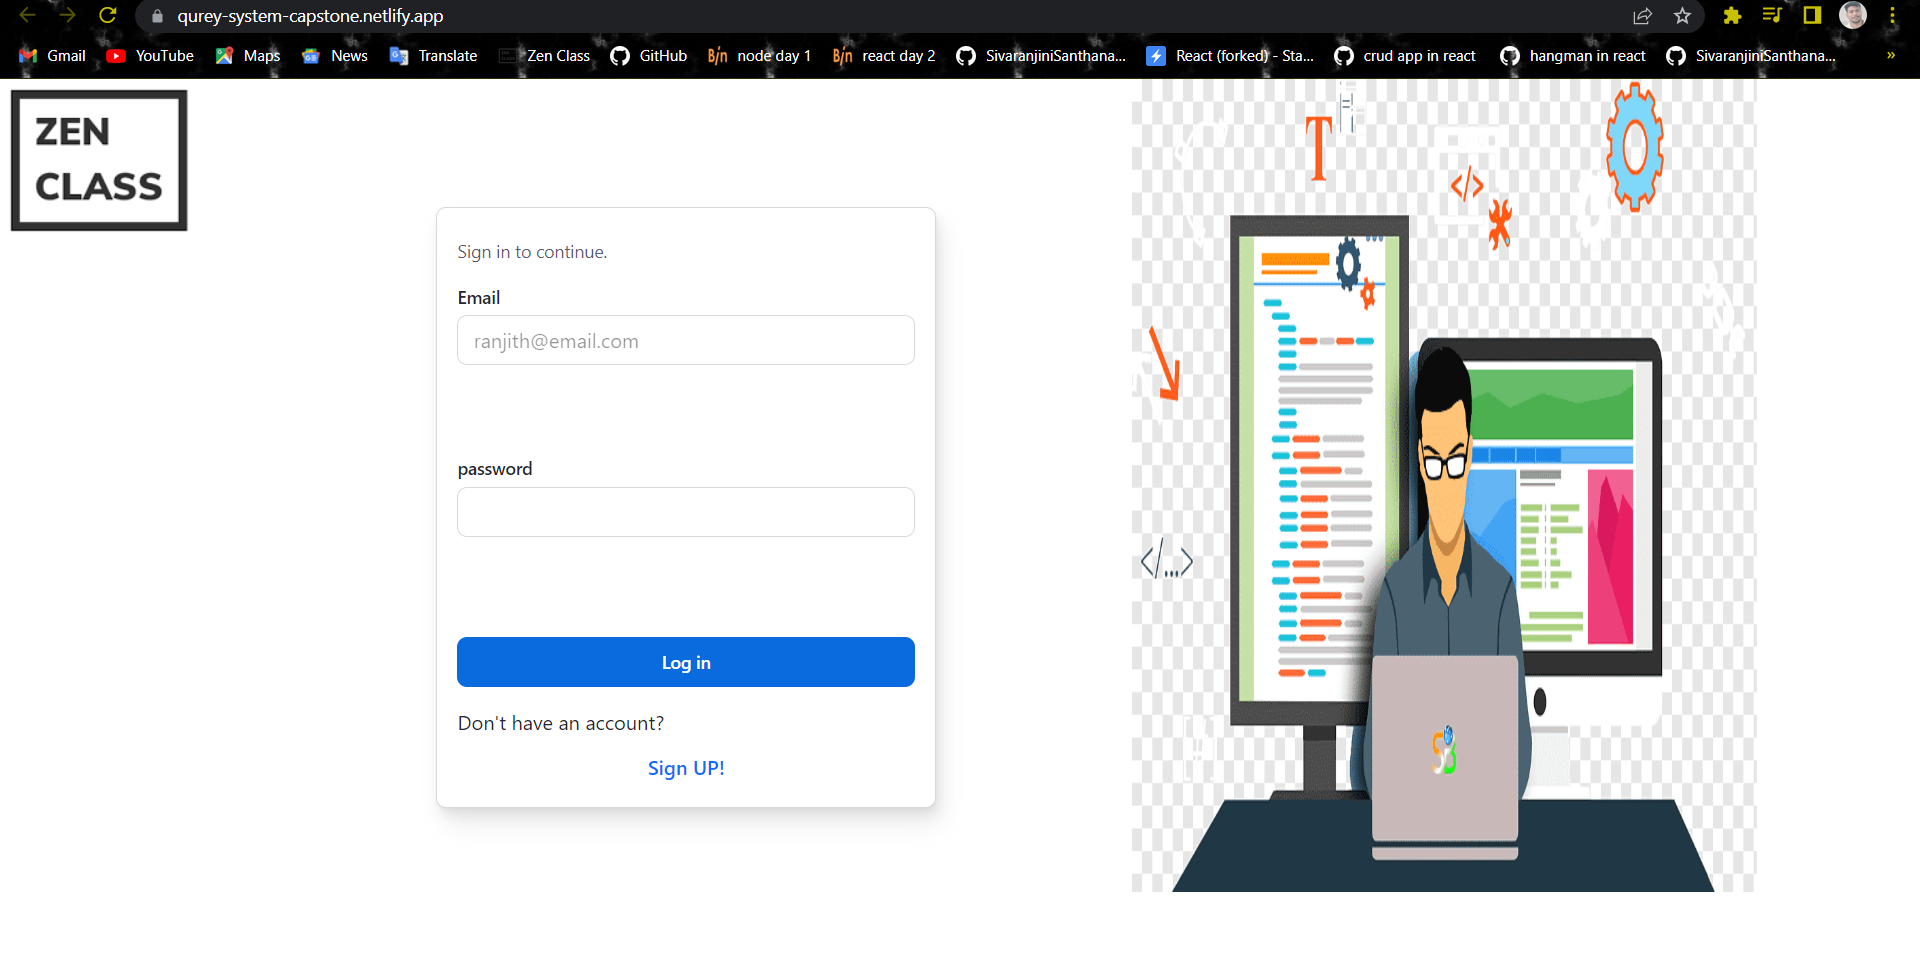 qurey-system-capstone.netlify.app
Gmail YouTube Maps News Translate Zen Class GitHub node day 1 react day 2 SivaranjiniSanthana... React (forked) - Sta... crud app in react hangman in react SivaranjiniSanthana... »
ZEN
CLASS
Sign in to continue.
Email
ranjith@email.com
password
Log in
Don't have an account?
Sign UP!
T
</>
</...>